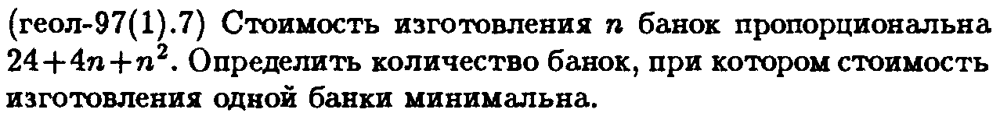 (геол-97(1).7) Стоимость изготовления n банок пропорциональна
24+4n+n². Определить количество банок, при котором стоимость
изготовления одной банки минимальна.